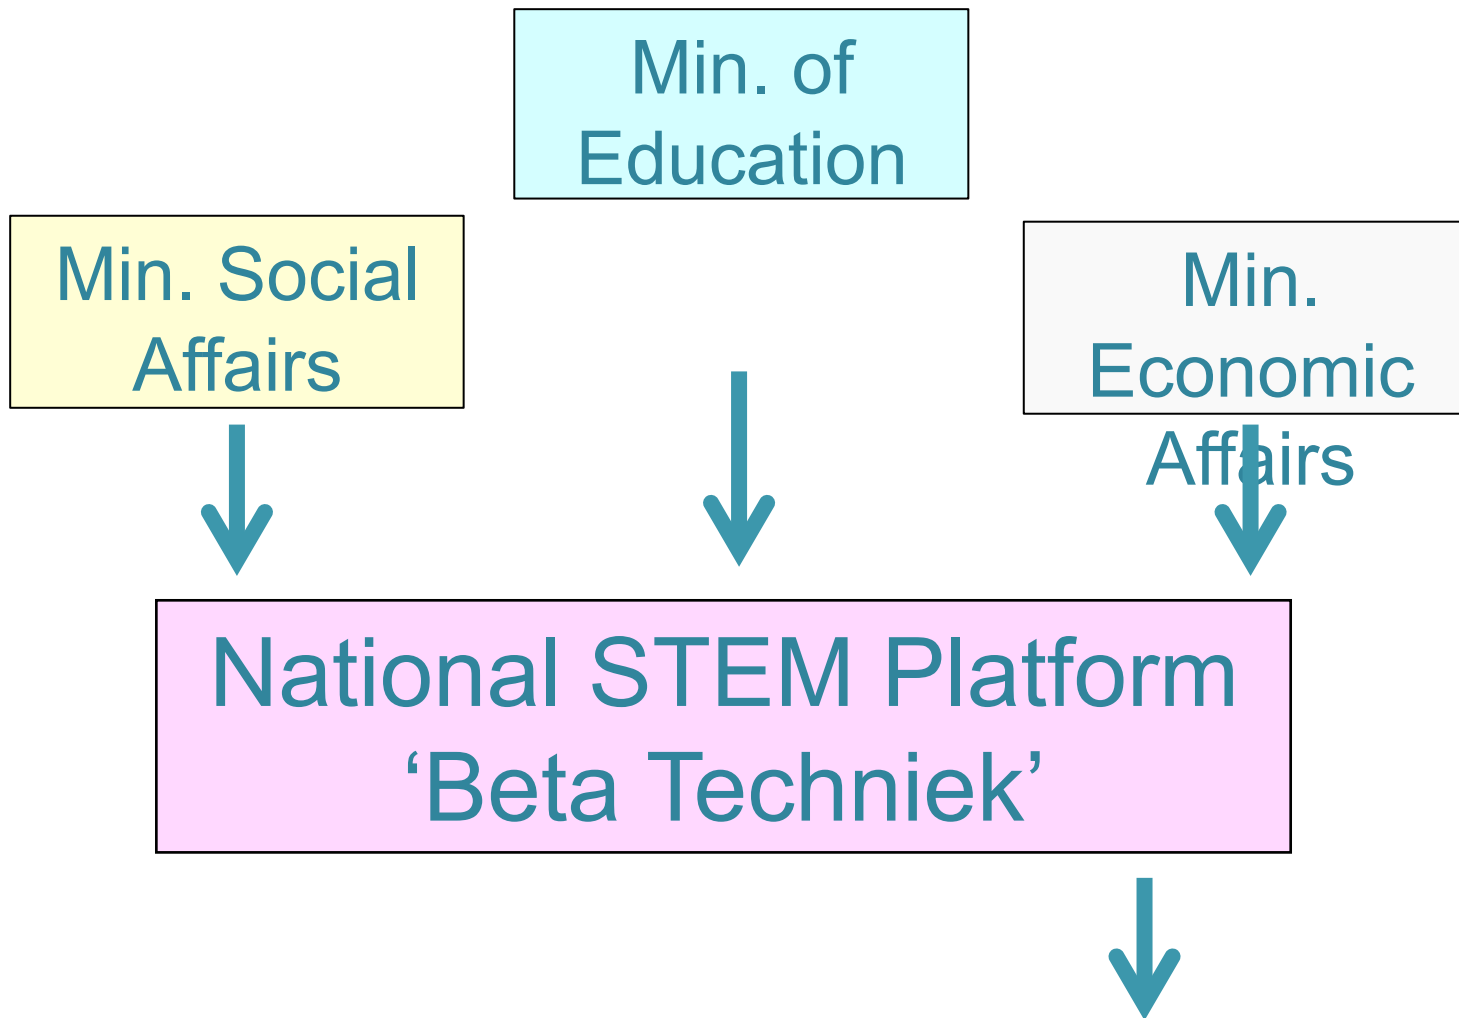 Min. of
Education
Min. Social
Affairs
Min.
Economic
Affairs
National STEM Platform
‘Beta Techniek’